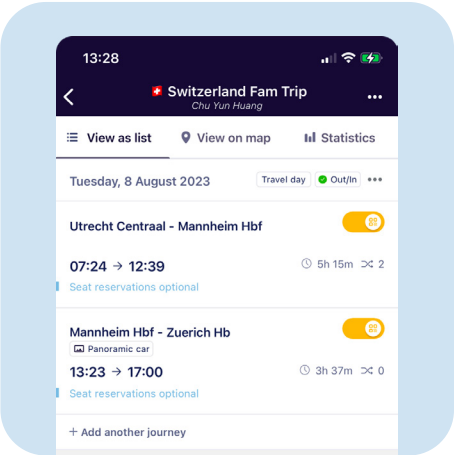 13:28
Switzerland Fam Trip
Chu Yun Huang
View as list View on map Statistics
Tuesday, 8 August 2023 Travel day Out/In
Utrecht Centraal - Mannheim Hbf
07:24 → 12:39 5h 15m 2
Seat reservations optional
Mannheim Hbf - Zuerich Hb
Panoramic car
13:23 → 17:00 3h 37m 0
Seat reservations optional
+ Add another journey